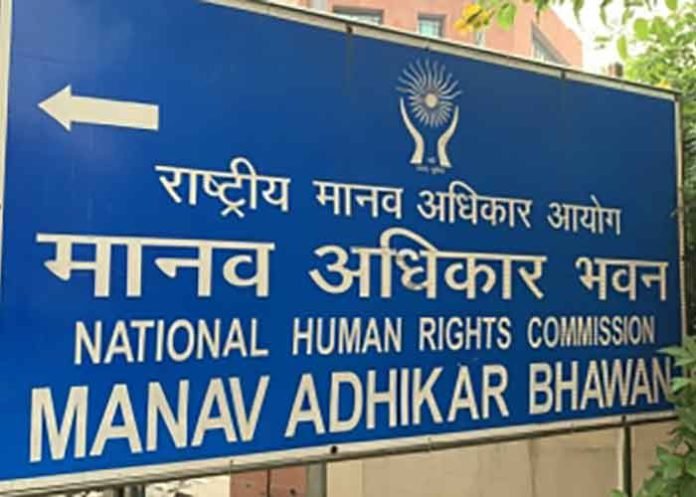 राष्ट्रीय मानव अधिकार आयोग
मानव अधिकार भवन
NATIONAL HUMAN RIGHTS COMMISSION
MANAV ADHIKAR BHAWAN